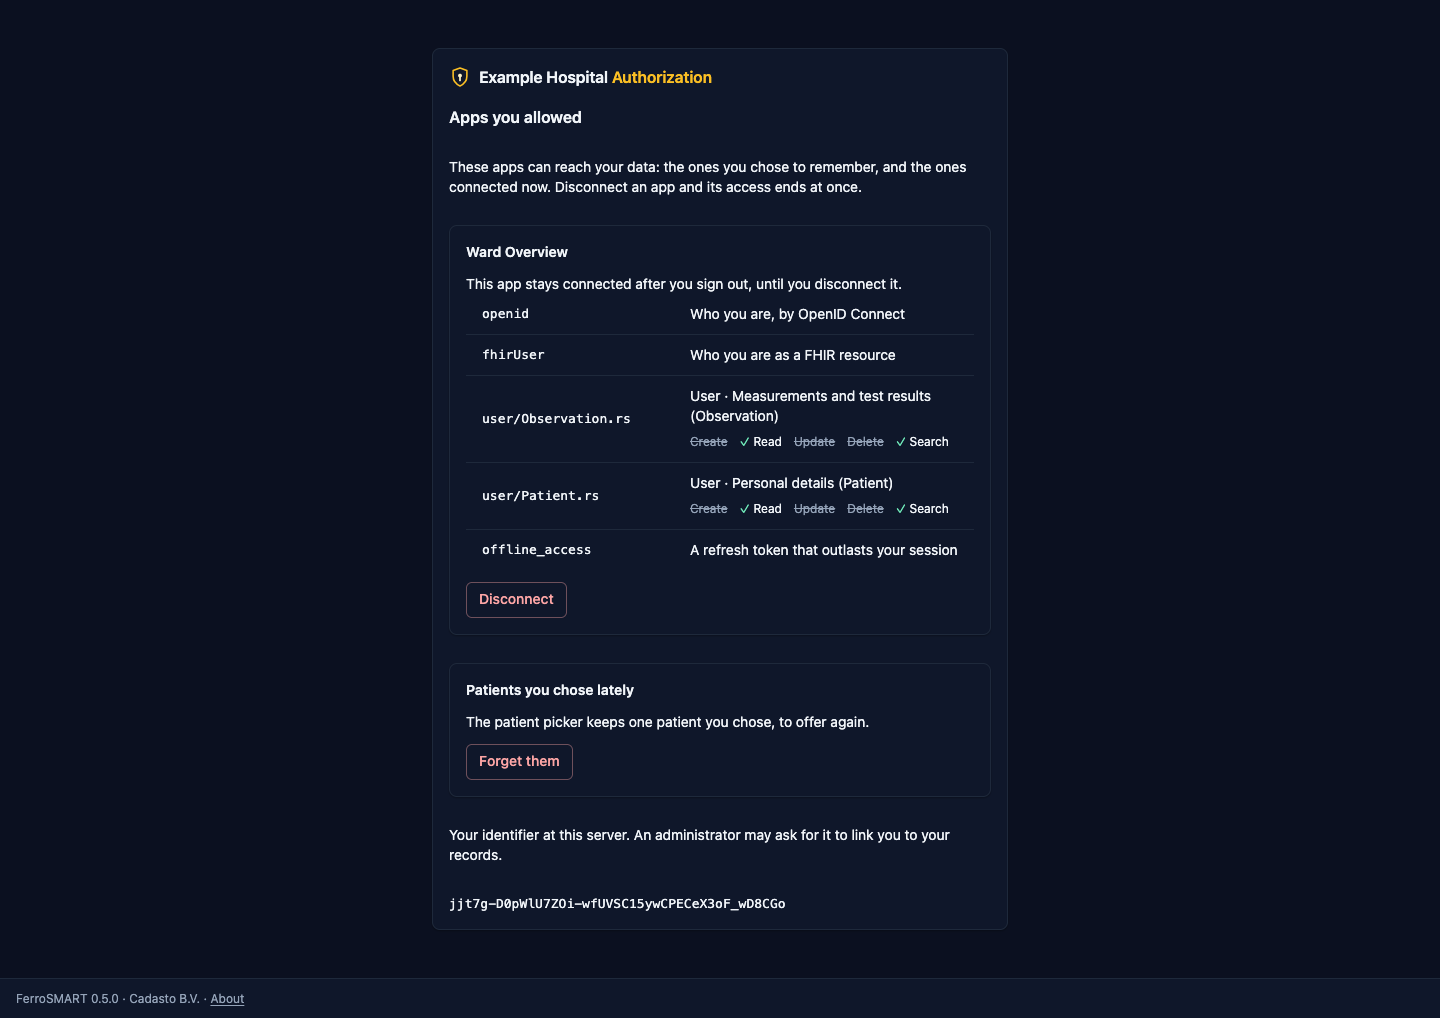 Example Hospital Authorization
Apps you allowed
These apps can reach your data: the ones you chose to remember, and the ones
connected now. Disconnect an app and its access ends at once.
Ward Overview
This app stays connected after you sign out, until you disconnect it.
openid Who you are, by OpenID Connect
fhirUser Who you are as a FHIR resource
user/Observation.rs User · Measurements and test results
(Observation)
Create ✓ Read Update Delete ✓ Search
user/Patient.rs User · Personal details (Patient)
Create ✓ Read Update Delete ✓ Search
offline_access A refresh token that outlasts your session
Disconnect
Patients you chose lately
The patient picker keeps one patient you chose, to offer again.
Forget them
Your identifier at this server. An administrator may ask for it to link you to your
records.
jjt7g-D0pWlU7ZOi-wfUVSC15ywCPECeX3oF_wD8CGo
FerroSMART 0.5.0 · Cadasto B.V. · About